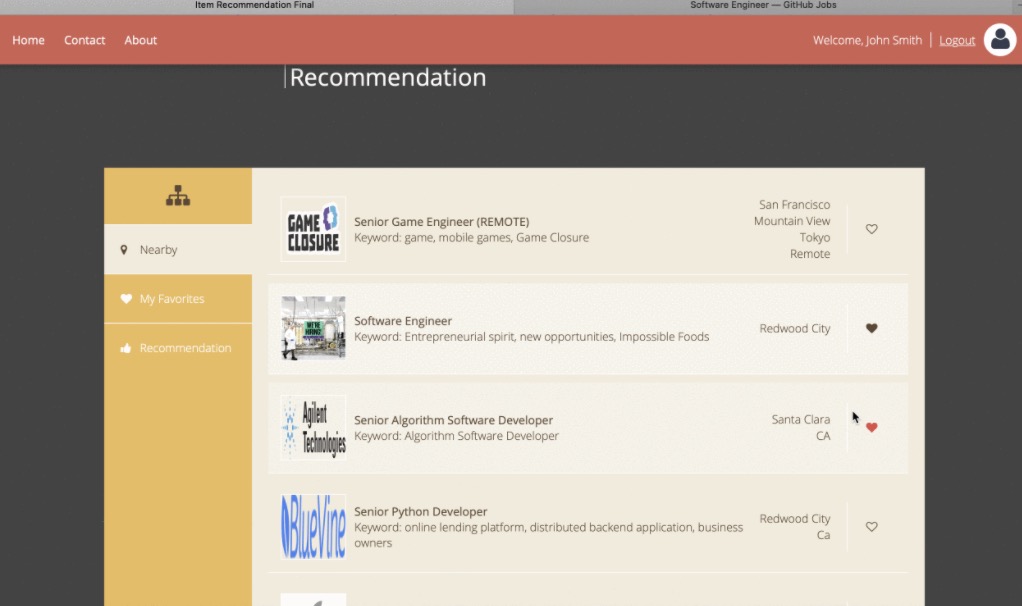 Item Recommendation Final
Software Engineer — GitHub Jobs
Home
Contact
About
Welcome, John Smith
Logout
Recommendation
Nearby
My Favorites
Recommendation
GAME
CLOSURE
Senior Game Engineer (REMOTE)
Keyword: game, mobile games, Game Closure
San Francisco
Mountain View
Tokyo
Remote
Software Engineer
Keyword: Entrepreneurial spirit, new opportunities, Impossible Foods
Redwood City
Agilent
Technologies
Senior Algorithm Software Developer
Keyword: Algorithm Software Developer
Santa Clara
CA
BlueVine
Senior Python Developer
Keyword: online lending platform, distributed backend application, business
owners
Redwood City
Ca